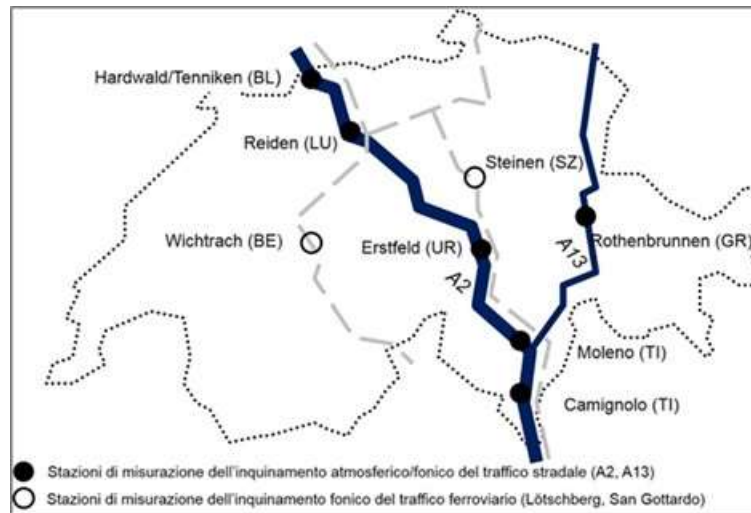 Hardwald/Tenniken (BL)
Reiden (LU)
Steinen (SZ)
Wichtrach (BE)
Erstfeld (UR)
Rothenbrunnen (GR)
A13
A2
Moleno (TI)
Camignolo (TI)
Stazioni di misurazione dell'inquinamento atmosferico/fonico del traffico stradale (A2, A13)
Stazioni di misurazione dell'inquinamento fonico del traffico ferroviario (Lötschberg, San Gottardo)